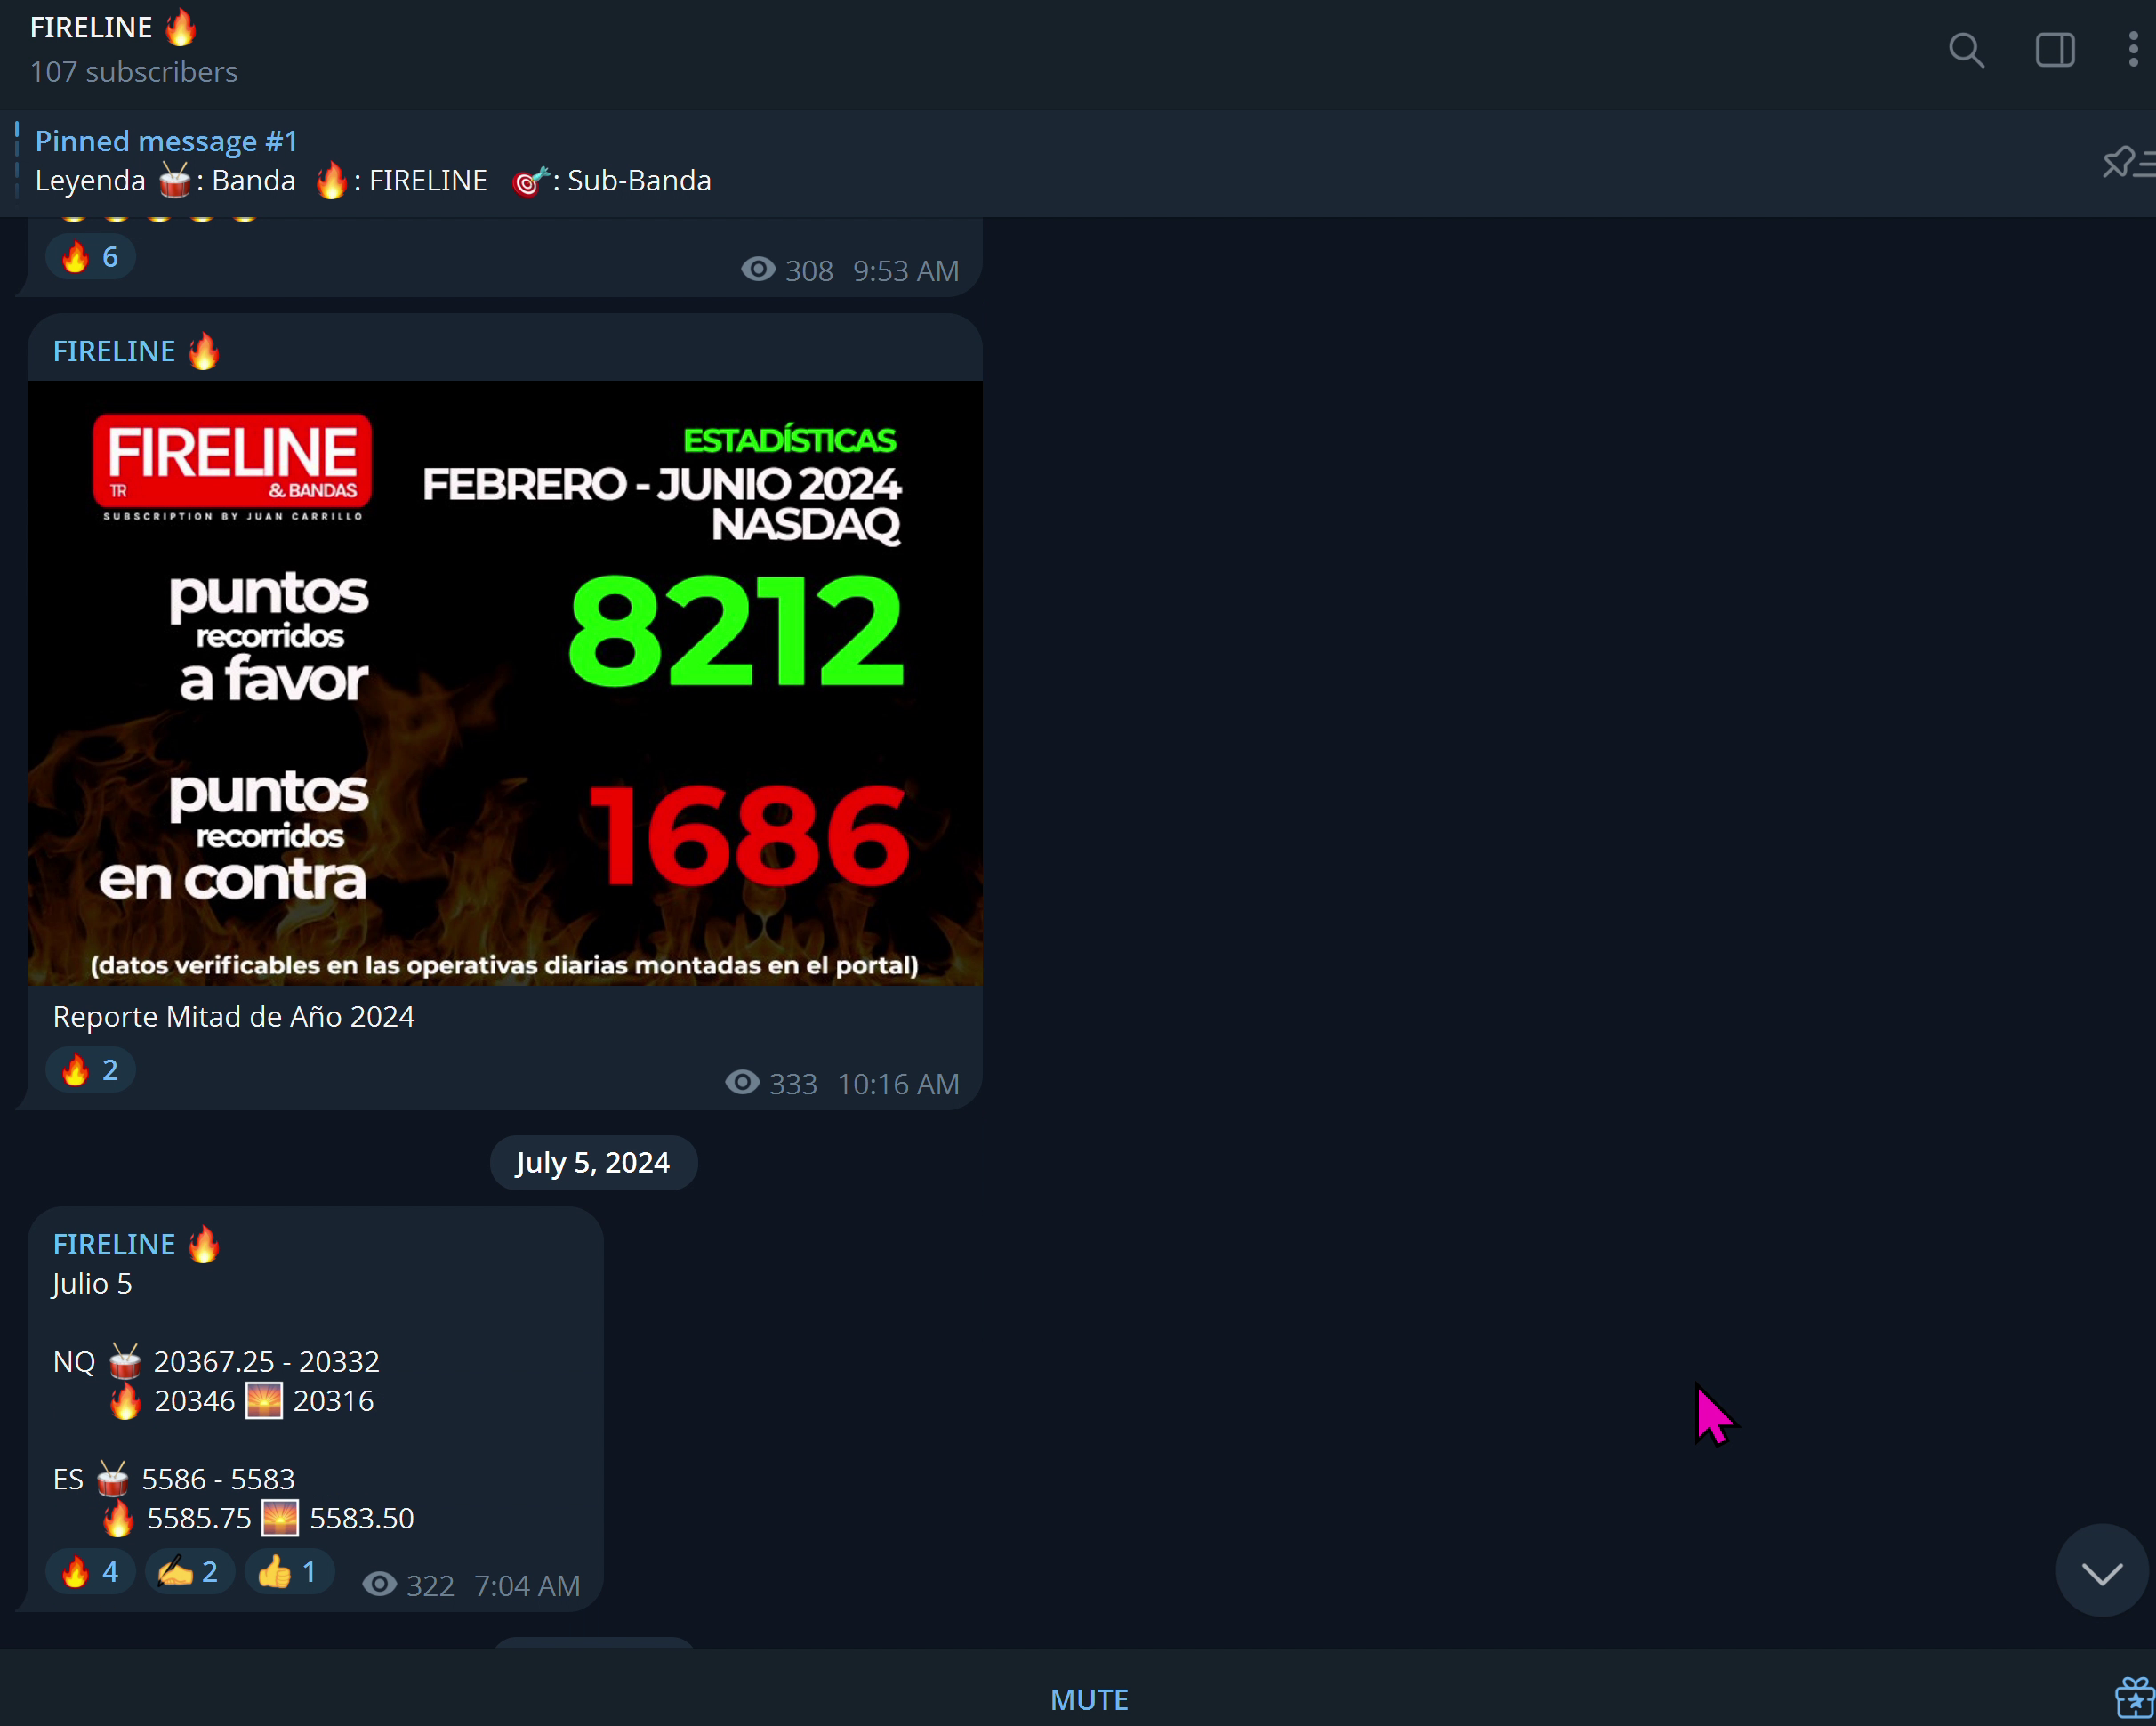 FIRELINE 🔥
107 subscribers
Pinned message #1
Leyenda 🥁: Banda 🔥: FIRELINE 🎯: Sub-Banda
🔥 6
308 9:53 AM
FIRELINE 🔥
FIRELINE
TR & BANDAS
SUBSCRIPTION BY JUAN CARRILLO
ESTADÍSTICAS
FEBRERO - JUNIO 2024
NASDAQ
puntos
recorridos
a favor
8212
puntos
recorridos
en contra
1686
(datos verificables en las operativas diarias montadas en el portal)
Reporte Mitad de Año 2024
🔥 2
333 10:16 AM
July 5, 2024
FIRELINE 🔥
Julio 5
NQ 🥁 20367.25 - 20332
🔥 20346 🌅 20316
ES 🥁 5586 - 5583
🔥 5585.75 🌅 5583.50
🔥 4 ✍ 2 👍 1 322 7:04 AM
MUTE